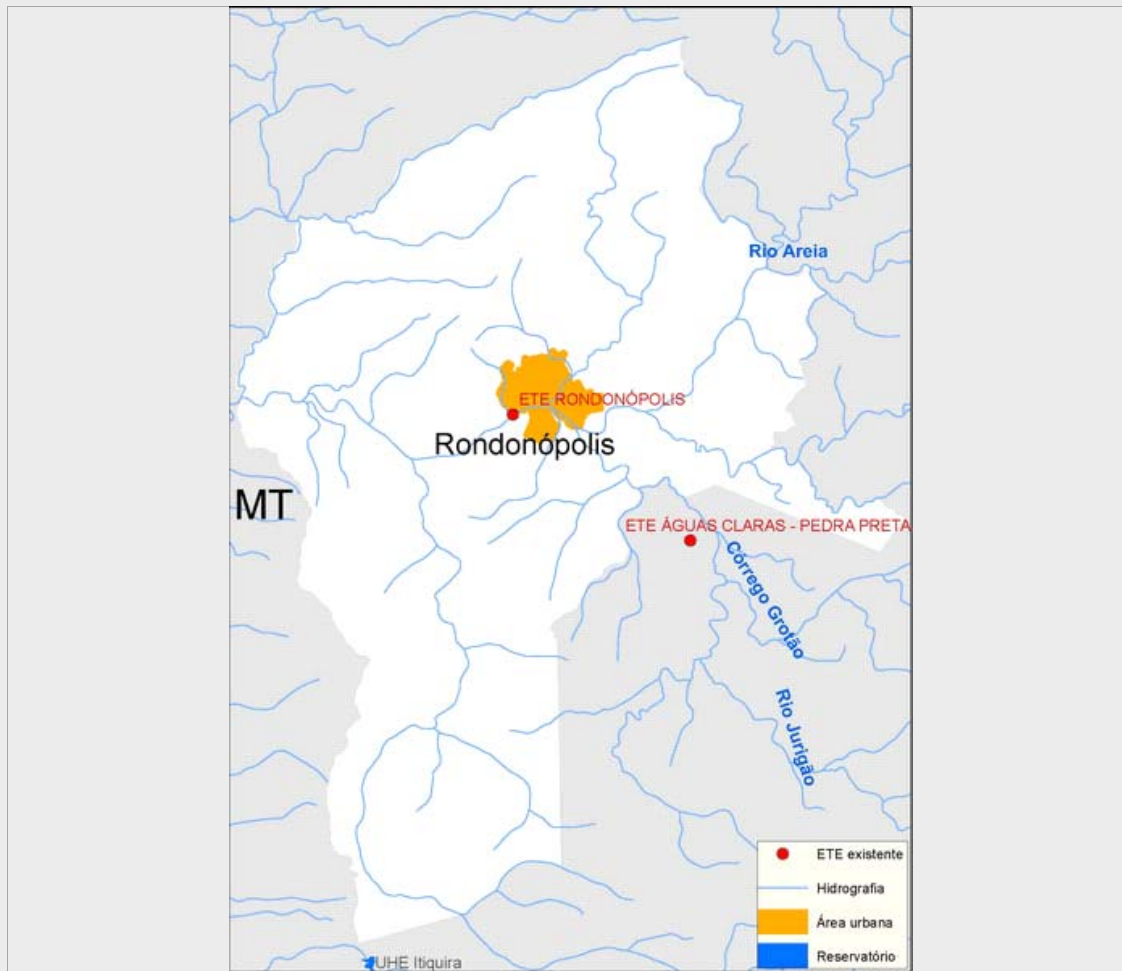 Rio Areia
ETE RONDONÓPOLIS
Rondonópolis
MT
ETE ÁGUAS CLARAS - PEDRA PRETA
Córrego Grotão
Rio Jurigão
ETE existente
Hidrografia
Área urbana
Reservatório
UHE Itiquira